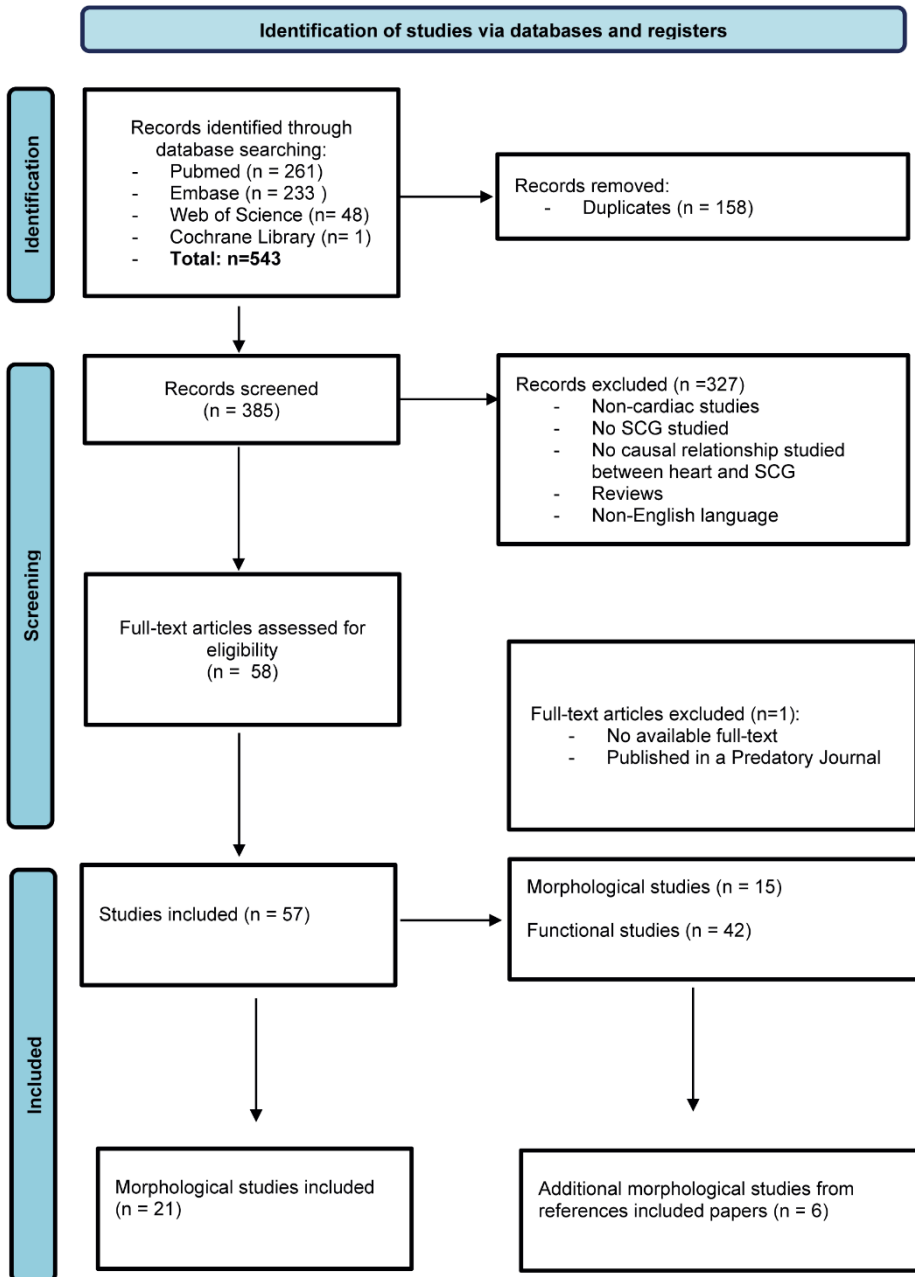 Identification of studies via databases and registers
Identification
Records identified through
database searching:
- Pubmed (n = 261)
- Embase (n = 233 )
- Web of Science (n= 48)
- Cochrane Library (n= 1)
- Total: n=543
Records removed:
- Duplicates (n = 158)
Screening
Records screened
(n = 385)
Records excluded (n =327)
- Non-cardiac studies
- No SCG studied
- No causal relationship studied
between heart and SCG
- Reviews
- Non-English language
Full-text articles assessed for
eligibility
(n = 58)
Full-text articles excluded (n=1):
- No available full-text
- Published in a Predatory Journal
Included
Studies included (n = 57)
Morphological studies (n = 15)
Functional studies (n = 42)
Morphological studies included
(n = 21)
Additional morphological studies from
references included papers (n = 6)